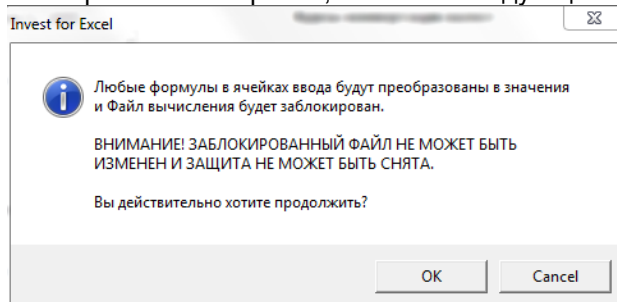 Invest for Excel
Любые формулы в ячейках ввода будут преобразованы в значения
и Файл вычисления будет заблокирован.
ВНИМАНИЕ! ЗАБЛОКИРОВАННЫЙ ФАЙЛ НЕ МОЖЕТ БЫТЬ
ИЗМЕНЕН И ЗАЩИТА НЕ МОЖЕТ БЫТЬ СНЯТА.
Вы действительно хотите продолжить?
OK
Cancel